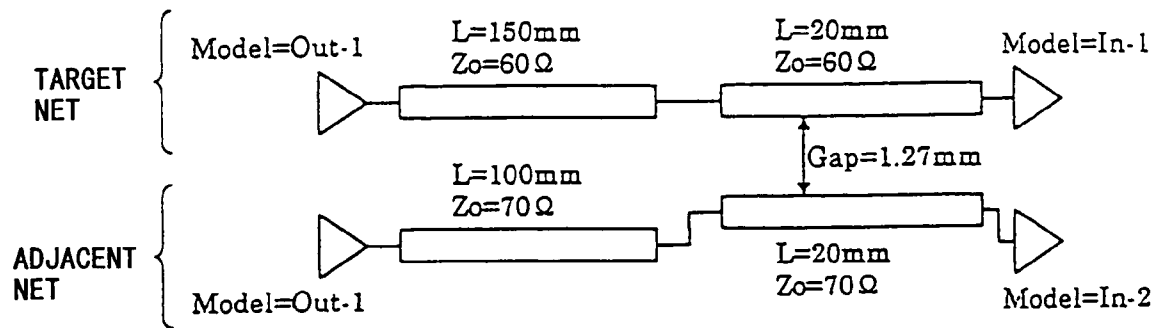 TARGET
NET
Model=Out-1
L=150mm
Zo=60Ω
L=20mm
Zo=60Ω
Model=In-1
Gap=1.27mm
ADJACENT
NET
Model=Out-1
L=100mm
Zo=70Ω
L=20mm
Zo=70Ω
Model=In-2